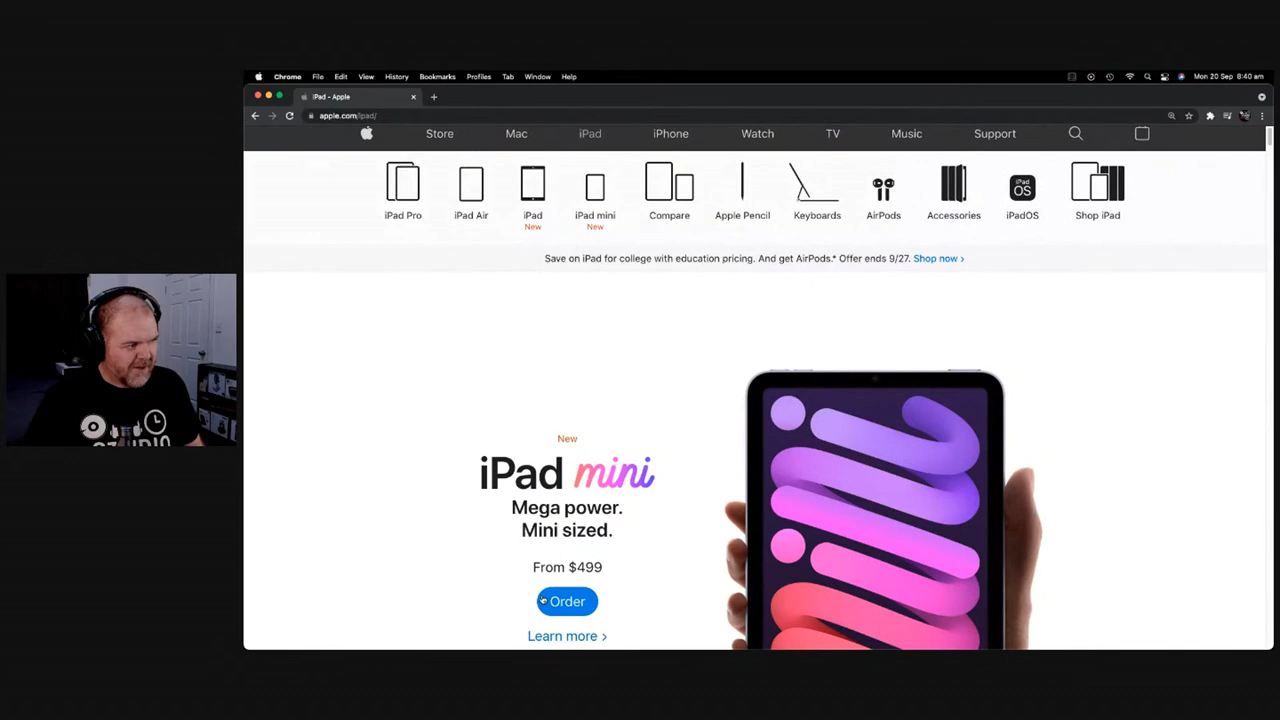 Chrome File Edit View History Bookmarks Profiles Tab Window Help Mon 20 Sep 8:40 am
iPad - Apple
apple.com/ipad/
Store Mac iPad iPhone Watch TV Music Support
iPad OS
iPad Pro iPad Air iPad iPad mini Compare Apple Pencil Keyboards AirPods Accessories iPadOS Shop iPad
New New
Save on iPad for college with education pricing. And get AirPods.* Offer ends 9/27. Shop now >
New
iPad mini
Mega power.
Mini sized.
From $499
Order
Learn more >